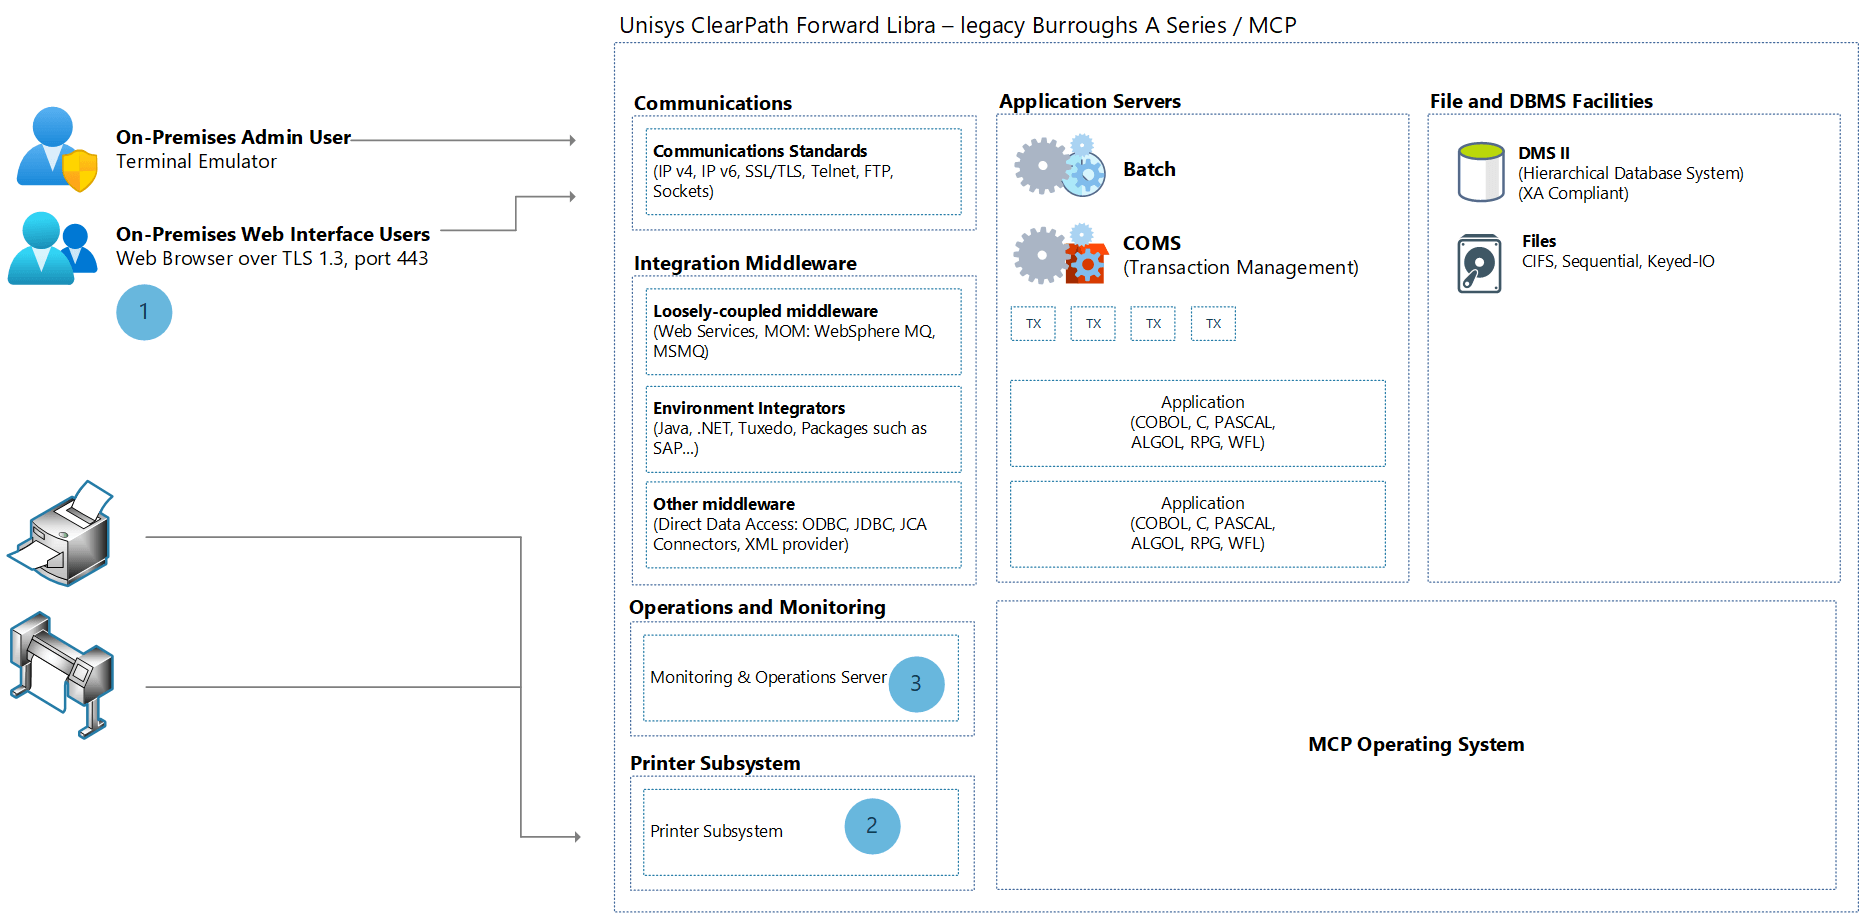 Unisys ClearPath Forward Libra – legacy Burroughs A Series / MCP
On-Premises Admin User
Terminal Emulator
On-Premises Web Interface Users
Web Browser over TLS 1.3, port 443
1
Communications
Communications Standards
(IP v4, IP v6, SSL/TLS, Telnet, FTP,
Sockets)
Integration Middleware
Loosely-coupled middleware
(Web Services, MOM: WebSphere MQ,
MSMQ)
Environment Integrators
(Java, .NET, Tuxedo, Packages such as
SAP...)
Other middleware
(Direct Data Access: ODBC, JDBC, JCA
Connectors, XML provider)
Operations and Monitoring
Monitoring & Operations Server
3
Printer Subsystem
Printer Subsystem
2
Application Servers
Batch
COMS
(Transaction Management)
TX TX TX TX
Application
(COBOL, C, PASCAL,
ALGOL, RPG, WFL)
Application
(COBOL, C, PASCAL,
ALGOL, RPG, WFL)
File and DBMS Facilities
DMS II
(Hierarchical Database System)
(XA Compliant)
Files
CIFS, Sequential, Keyed-IO
MCP Operating System